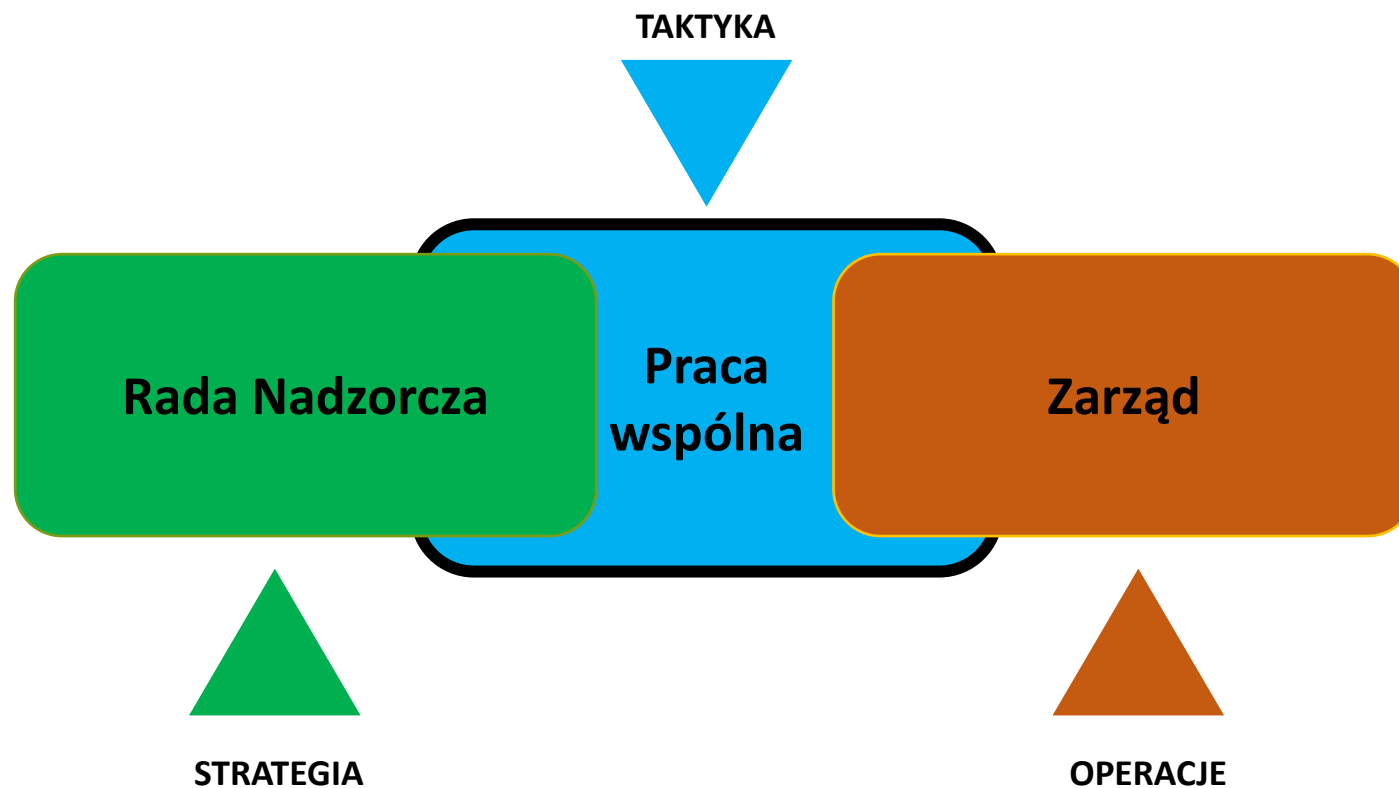 TAKTYKA
Rada Nadzorcza
Praca
wspólna
Zarząd
STRATEGIA
OPERACJE